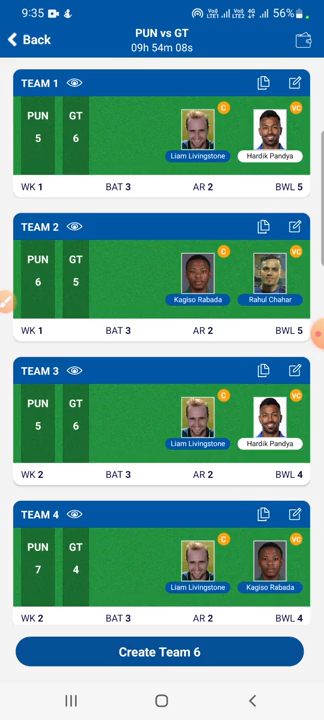 9:35
56%
Back
PUN vs GT
09h 54m 08s
TEAM 1
PUN GT
5 6
C VC
Liam Livingstone Hardik Pandya
WK 1 BAT 3 AR 2 BWL 5
TEAM 2
PUN GT
6 5
C VC
Kagiso Rabada Rahul Chahar
WK 1 BAT 3 AR 2 BWL 5
TEAM 3
PUN GT
5 6
C VC
Liam Livingstone Hardik Pandya
WK 2 BAT 3 AR 2 BWL 4
TEAM 4
PUN GT
7 4
C VC
Liam Livingstone Kagiso Rabada
WK 2 BAT 3 AR 2 BWL 4
Create Team 6